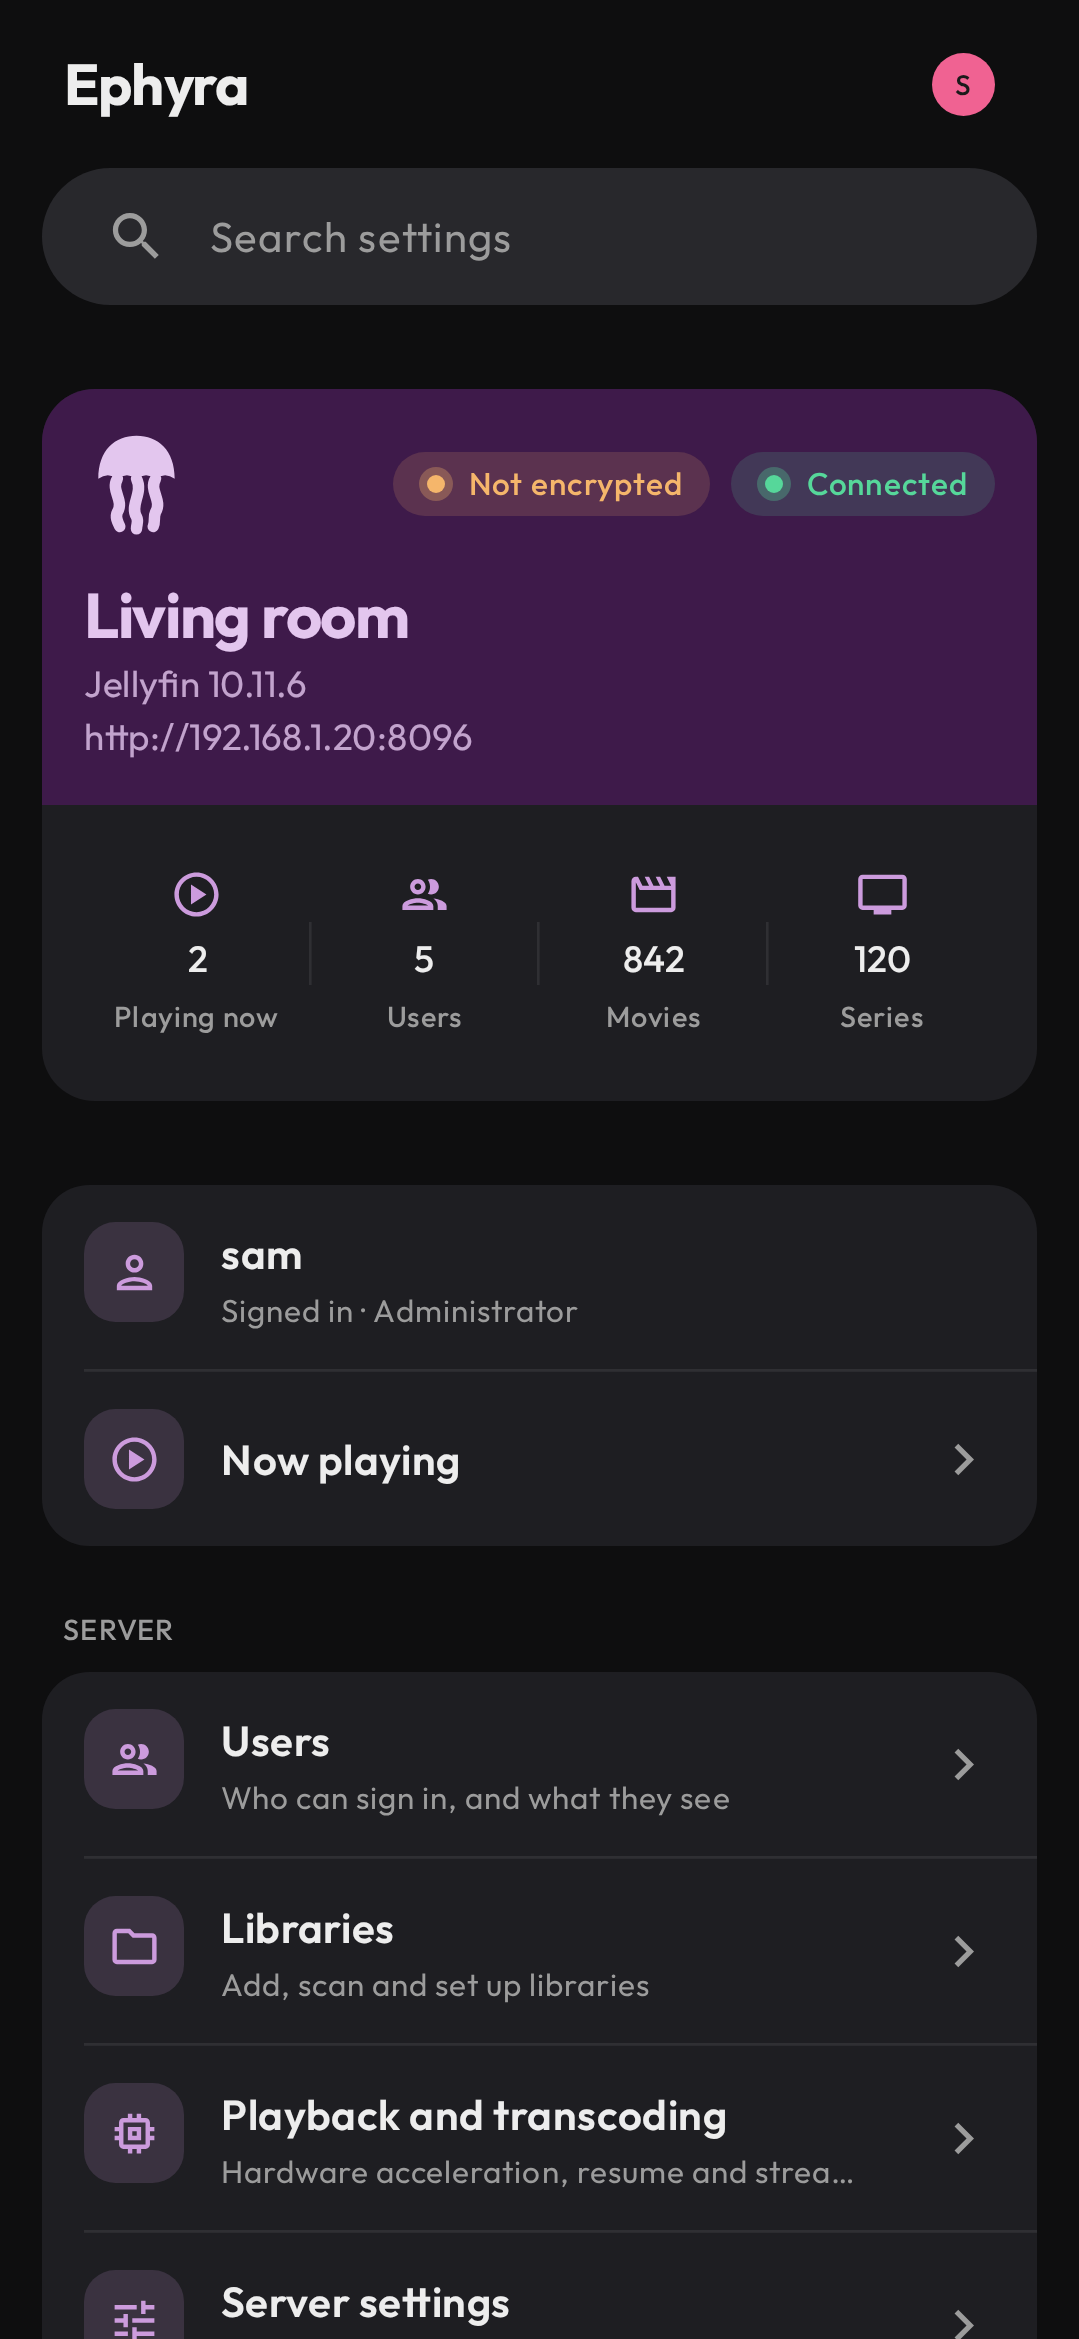 Ephyra
S
Search settings
Not encrypted
Connected
Living room
Jellyfin 10.11.6
http://192.168.1.20:8096
2
5
842
120
Playing now
Users
Movies
Series
sam
Signed in · Administrator
Now playing
SERVER
Users
Who can sign in, and what they see
Libraries
Add, scan and set up libraries
Playback and transcoding
Hardware acceleration, resume and strea...
Server settings